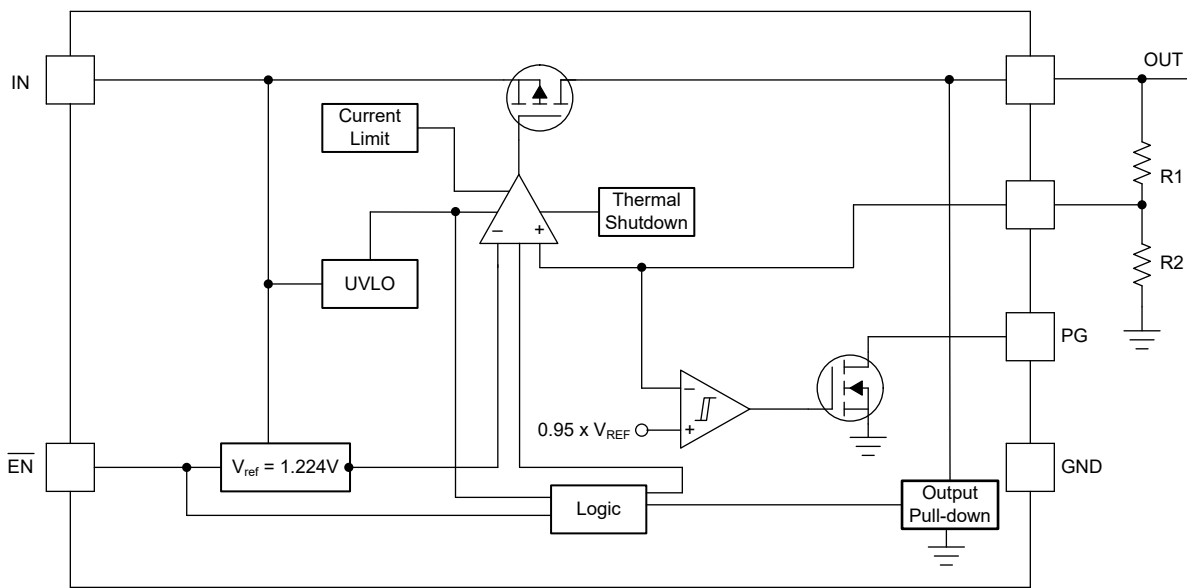 OUT
IN
Current
Limit
R1
Thermal
Shutdown
–
+
UVLO
R2
PG
–
0.95 x V_REF
+
EN
V_ref = 1.224V
GND
Logic
Output
Pull-down